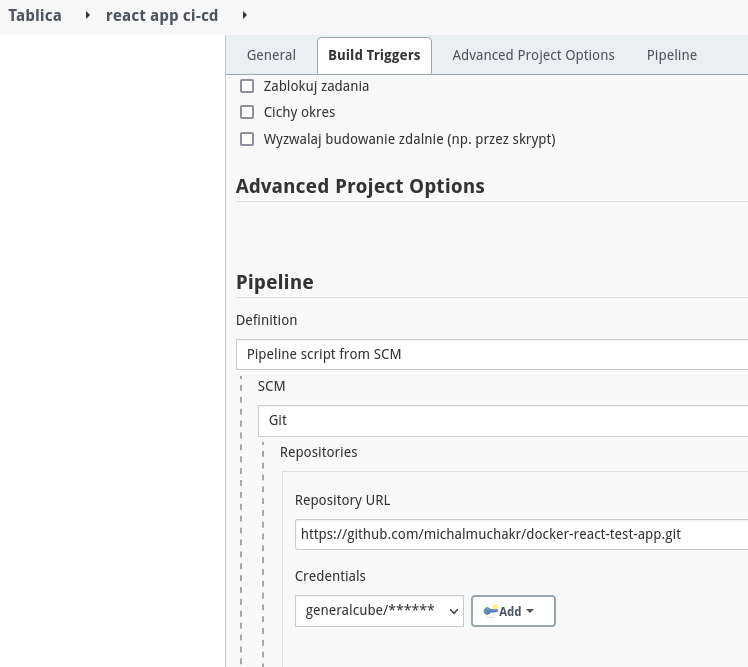 Tablica react app ci-cd
General Build Triggers Advanced Project Options Pipeline
Zablokuj zadania
Cichy okres
Wyzwalaj budowanie zdalnie (np. przez skrypt)
Advanced Project Options
Pipeline
Definition
Pipeline script from SCM
SCM
Git
Repositories
Repository URL
https://github.com/michalmuchakr/docker-react-test-app.git
Credentials
generalcube/****** Add